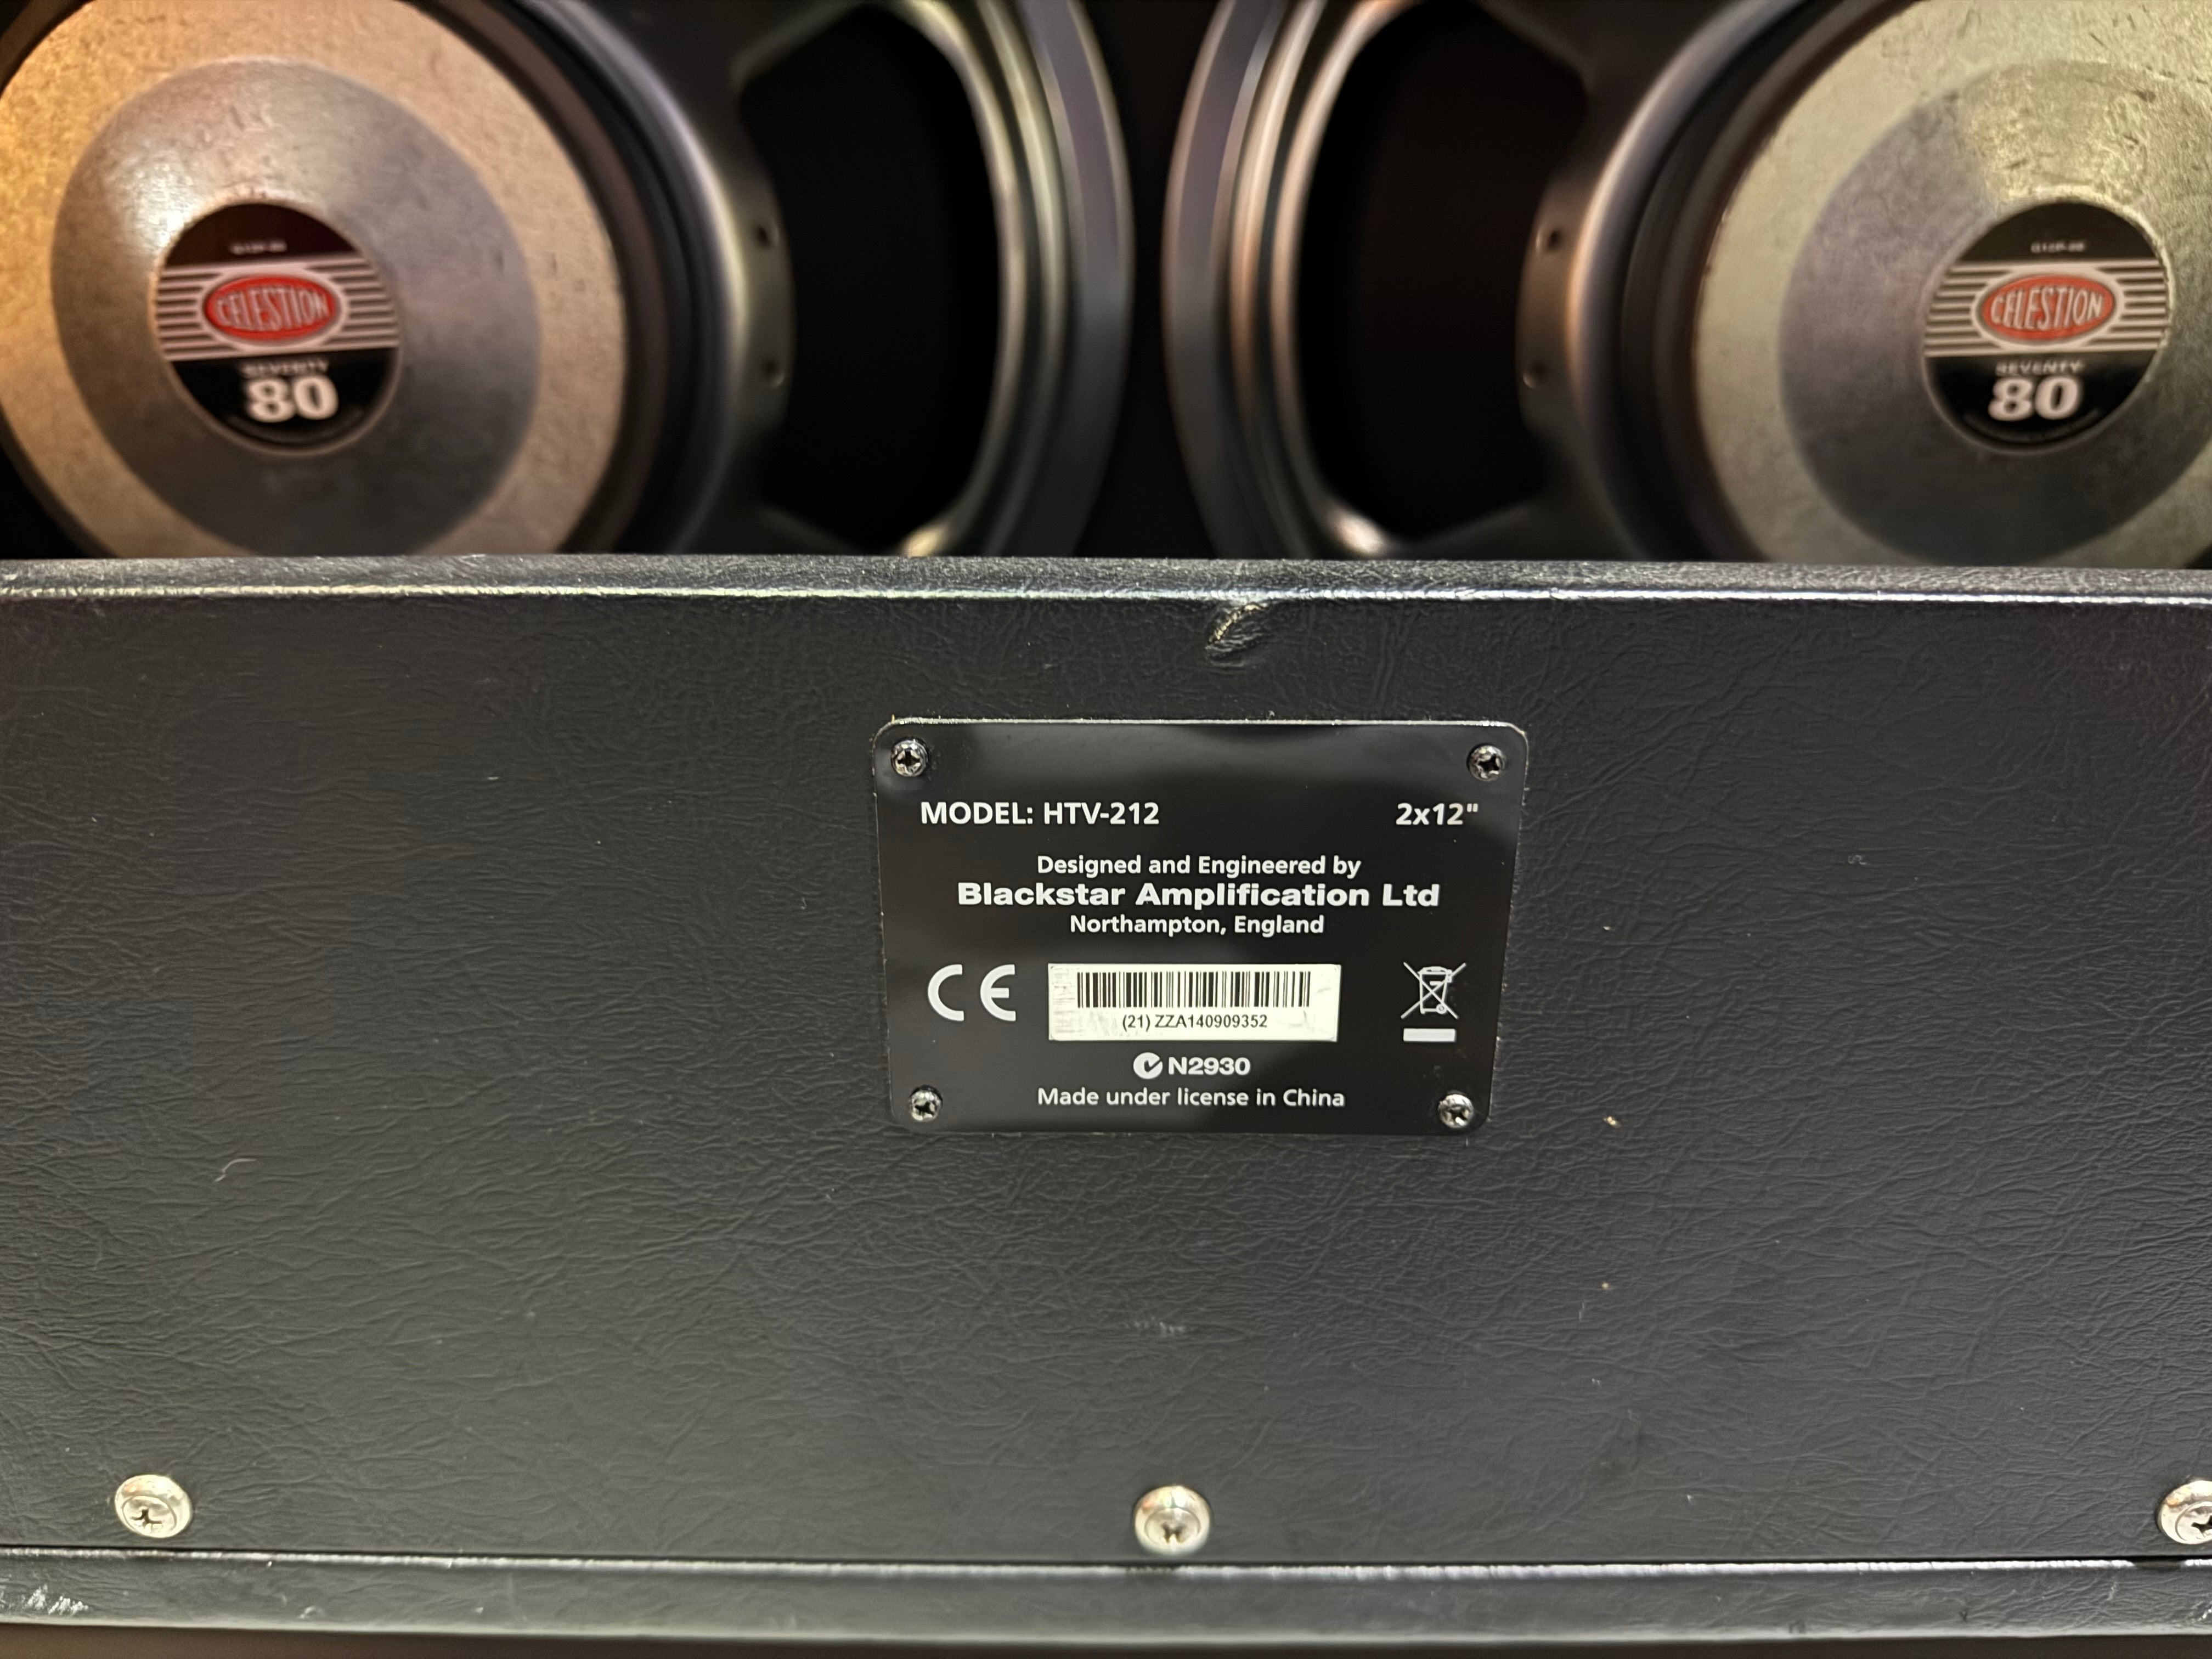 CELESTION
SEVENTY
80
CELESTION
SEVENTY
80
MODEL: HTV-212 2x12"
Designed and Engineered by
Blackstar Amplification Ltd
Northampton, England
CE
(21) ZZA140909352
N2930
Made under license in China